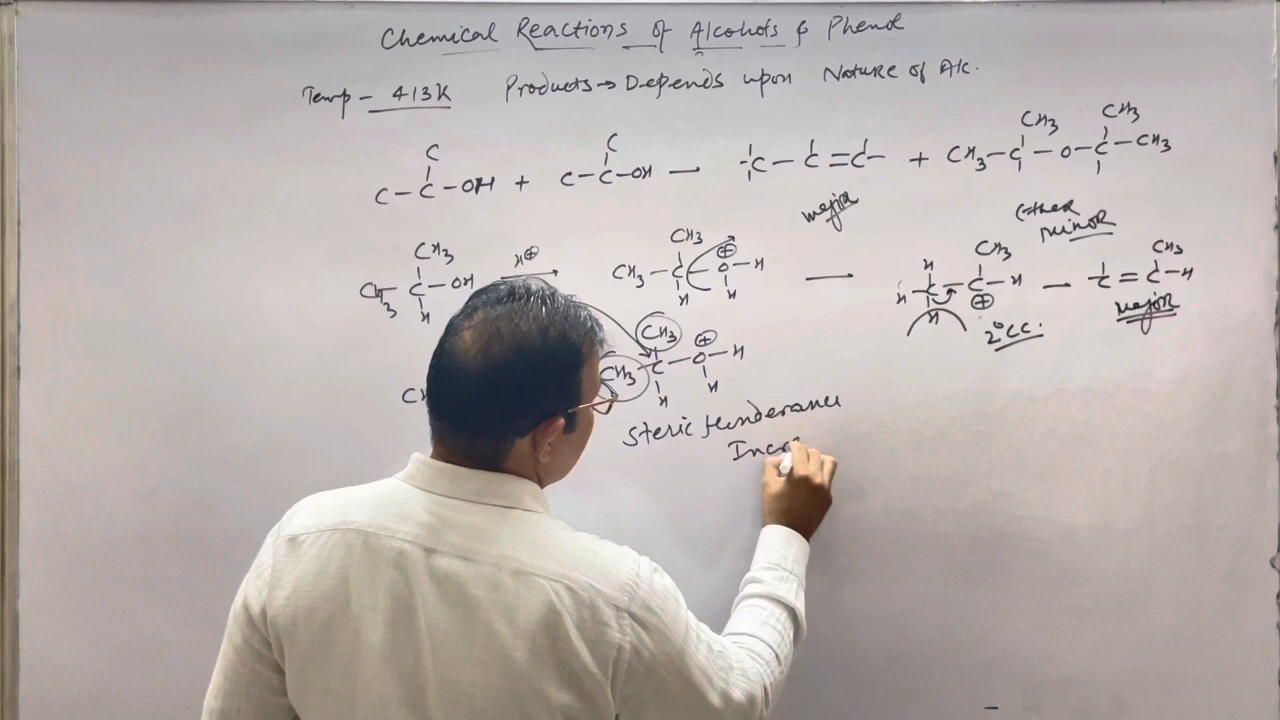 Chemical Reactions of Alcohols & Phenol
Temp - 413K Products → Depends upon Nature of Alc.
C
C - C - OH + C
C - C - OH — -C - C = C- + CH3 - C - O - C - CH3
CH3 CH3
major
Ether
minor
CH3
CH3 - C - OH
H
H⊕
CH3
CH3 - C - O - H
⊕
H H
—
H CH3
H - C - C - H
H ⊕
2° CC.
— C = C - H
CH3
major
CH3
CH3 C - O - H
⊕
H H
Steric Hinderance
Incr